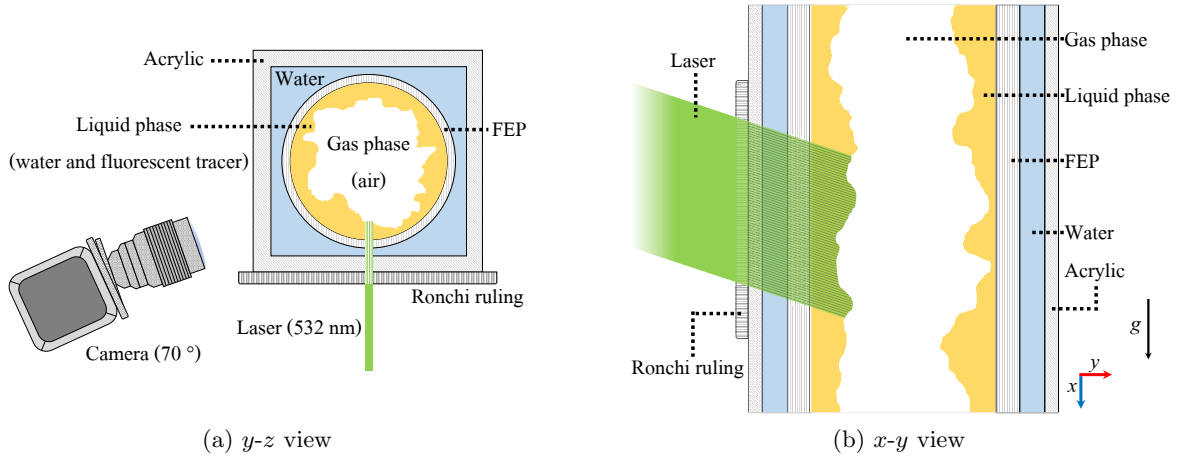 Acrylic
Water
Liquid phase
(water and fluorescent tracer)
Gas phase
(air)
FEP
Ronchi ruling
Laser (532 nm)
Camera (70 °)
(a) y-z view
Laser
Gas phase
Liquid phase
FEP
Water
Acrylic
Ronchi ruling
g
y
x
(b) x-y view